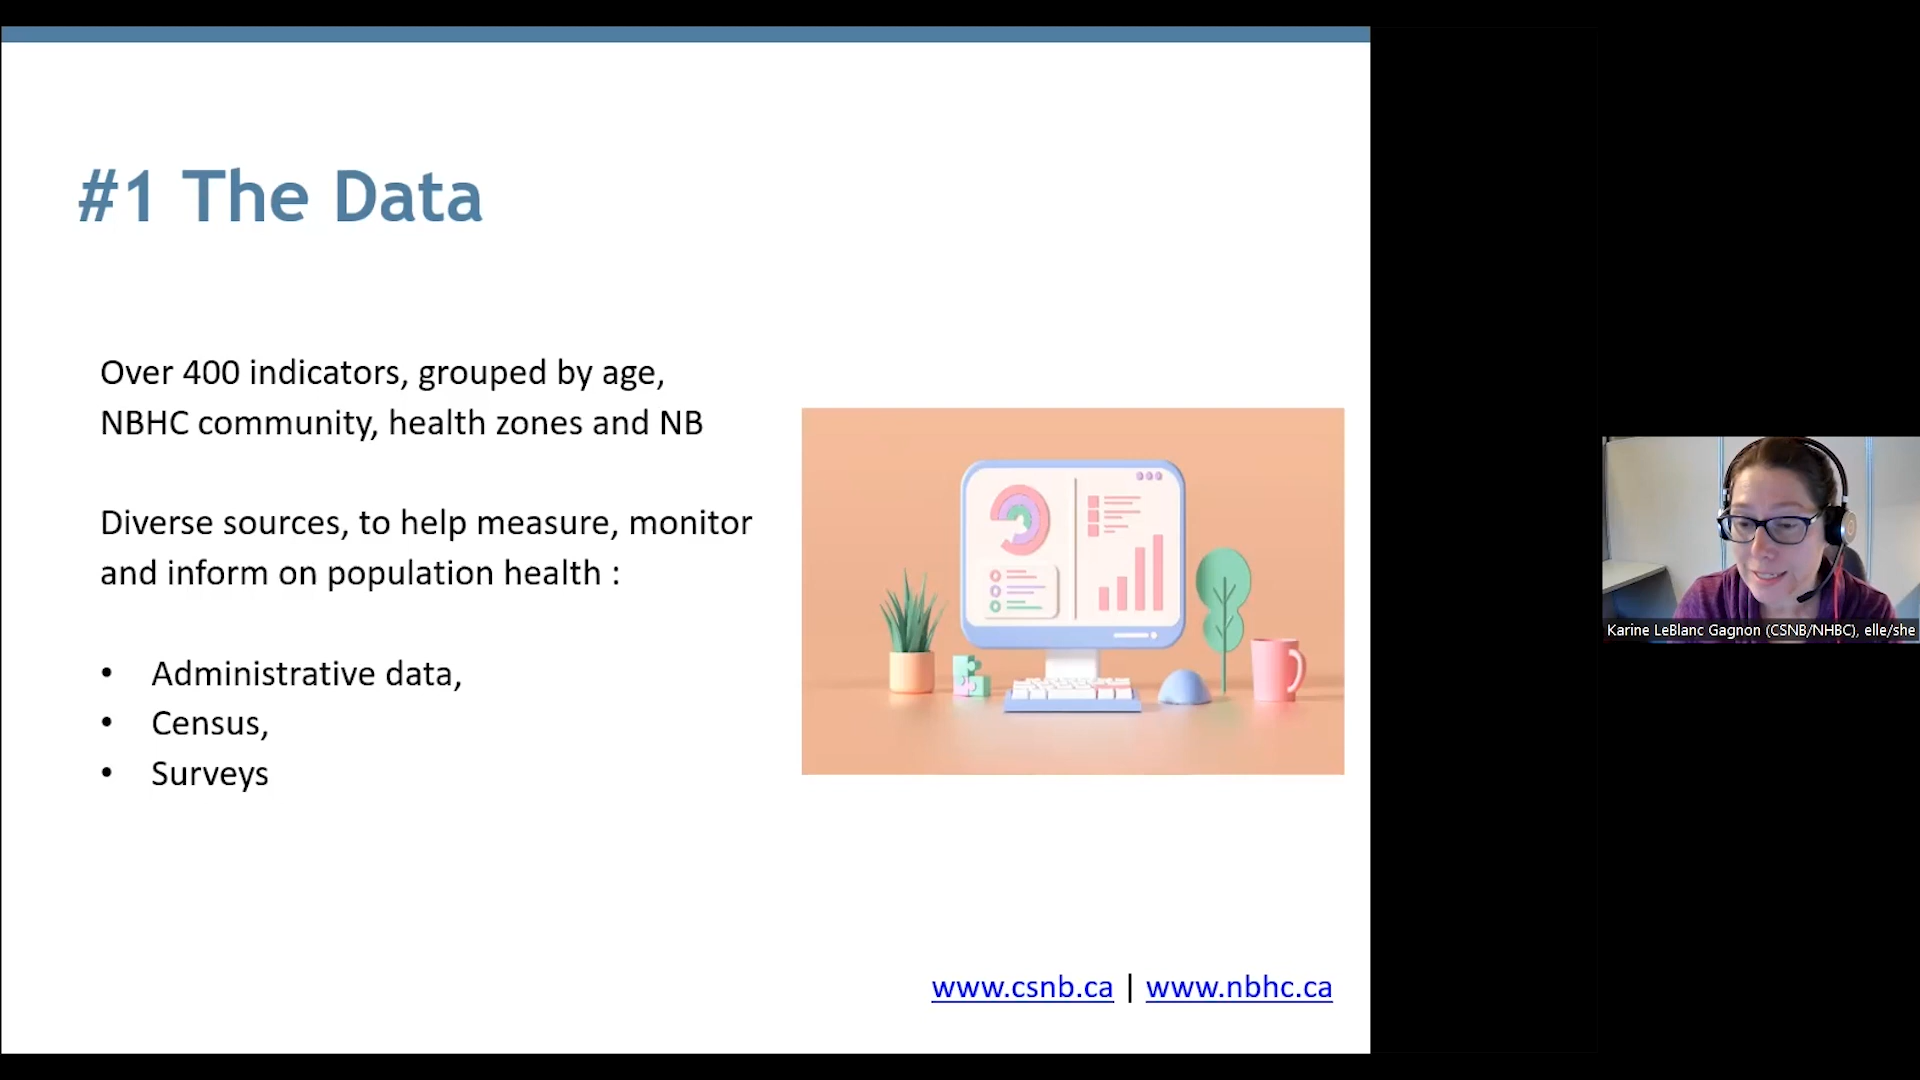 #1 The Data
Over 400 indicators, grouped by age,
NBHC community, health zones and NB
Diverse sources, to help measure, monitor
and inform on population health :
• Administrative data,
• Census,
• Surveys
www.csnb.ca | www.nbhc.ca
Karine LeBlanc Gagnon (CSNB/NHBC), elle/she